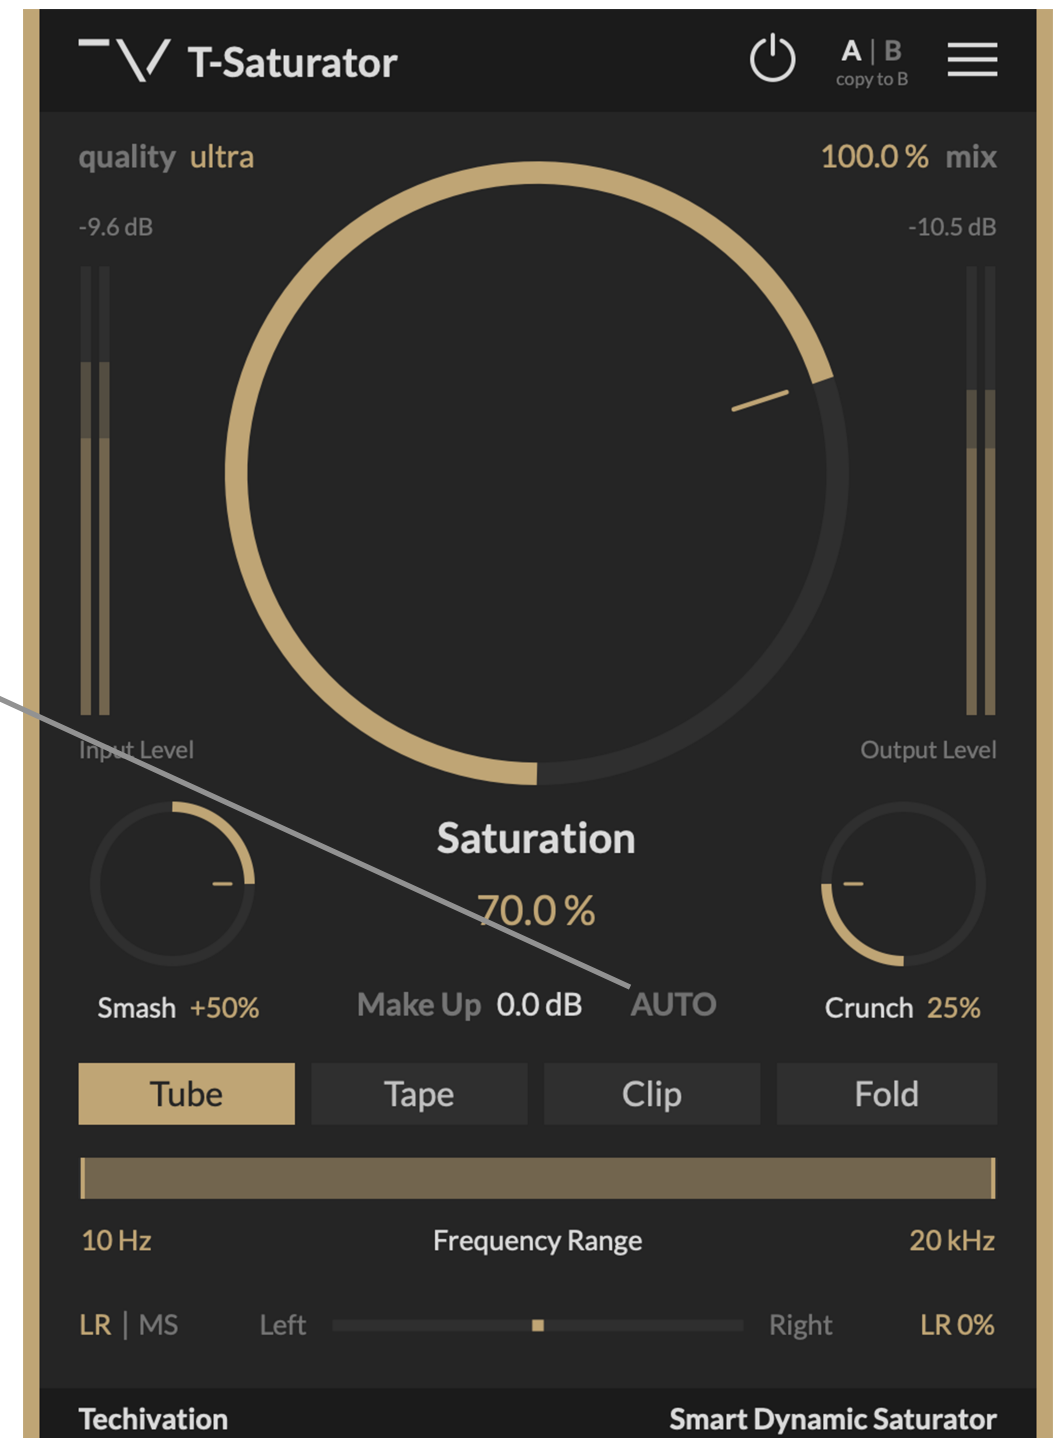 T-Saturator
A | B
copy to B
quality ultra
100.0 % mix
-9.6 dB
-10.5 dB
Input Level
Output Level
Saturation
70.0 %
Smash +50%
Make Up 0.0 dB AUTO
Crunch 25%
Tube
Tape
Clip
Fold
10 Hz
Frequency Range
20 kHz
LR | MS
Left
Right
LR 0%
Techivation
Smart Dynamic Saturator